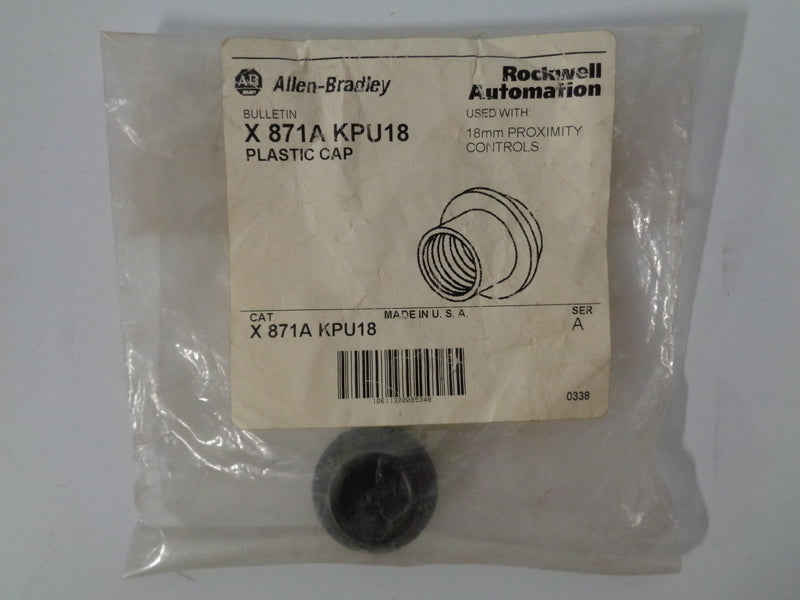 Allen-Bradley
Rockwell
Automation
BULLETIN
X 871A KPU18
PLASTIC CAP
USED WITH:
18mm PROXIMITY
CONTROLS
CAT
X 871A KPU18
MADE IN U. S. A.
SER
A
0338